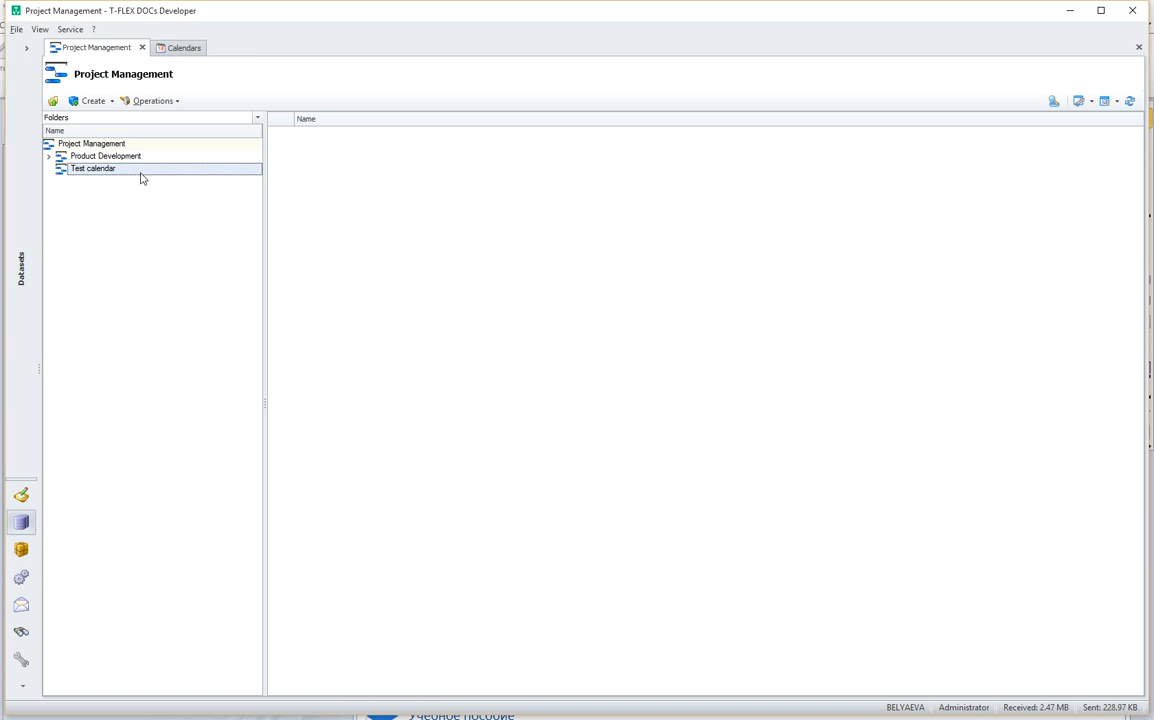 Project Management - T-FLEX DOCs Developer
File View Service ?
Project Management Calendars
Project Management
Create Operations
Folders
Name
Name
Project Management
Product Development
Test calendar
Datasets
BELYAEVA Administrator Received: 2.47 MB Sent: 228.97 KB
Учебное пособие